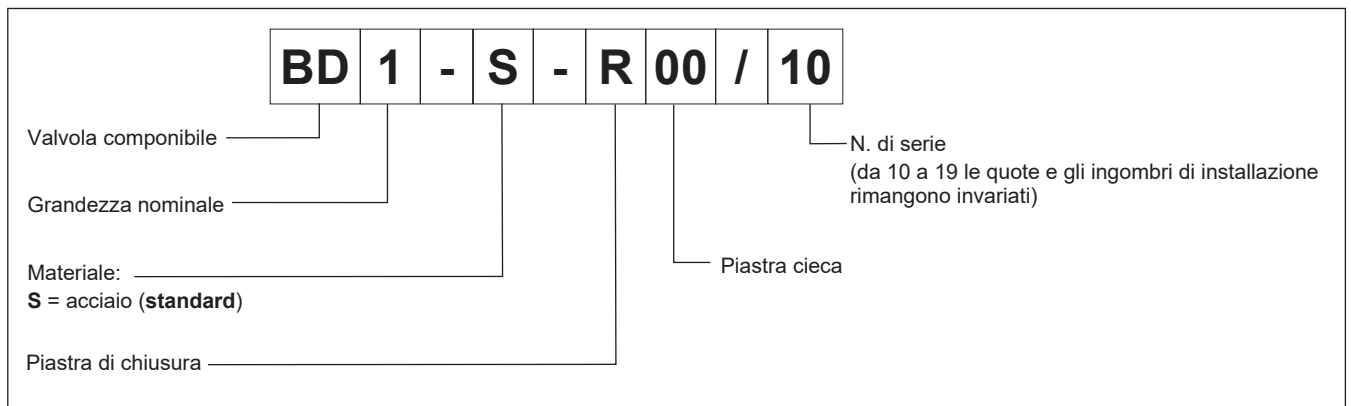 BD 1 - S - R 00 / 10
Valvola componibile
N. di serie
(da 10 a 19 le quote e gli ingombri di installazione
rimangono invariati)
Grandezza nominale
Materiale:
S = acciaio (standard)
Piastra cieca
Piastra di chiusura